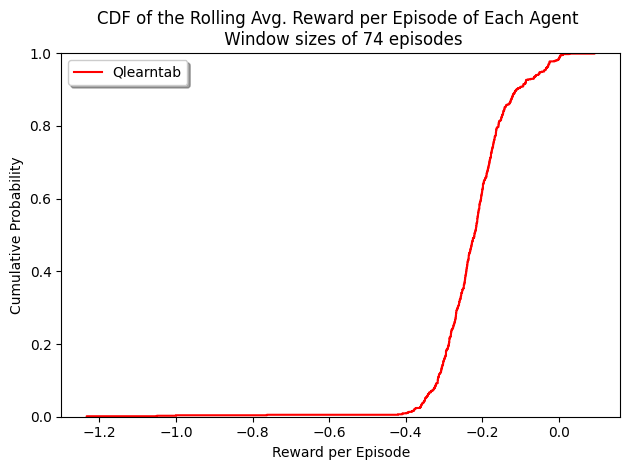 CDF of the Rolling Avg. Reward per Episode of Each Agent
Window sizes of 74 episodes
Qlearntab
1.0
0.8
0.6
0.4
0.2
0.0
Cumulative Probability
−1.2 −1.0 −0.8 −0.6 −0.4 −0.2 0.0
Reward per Episode